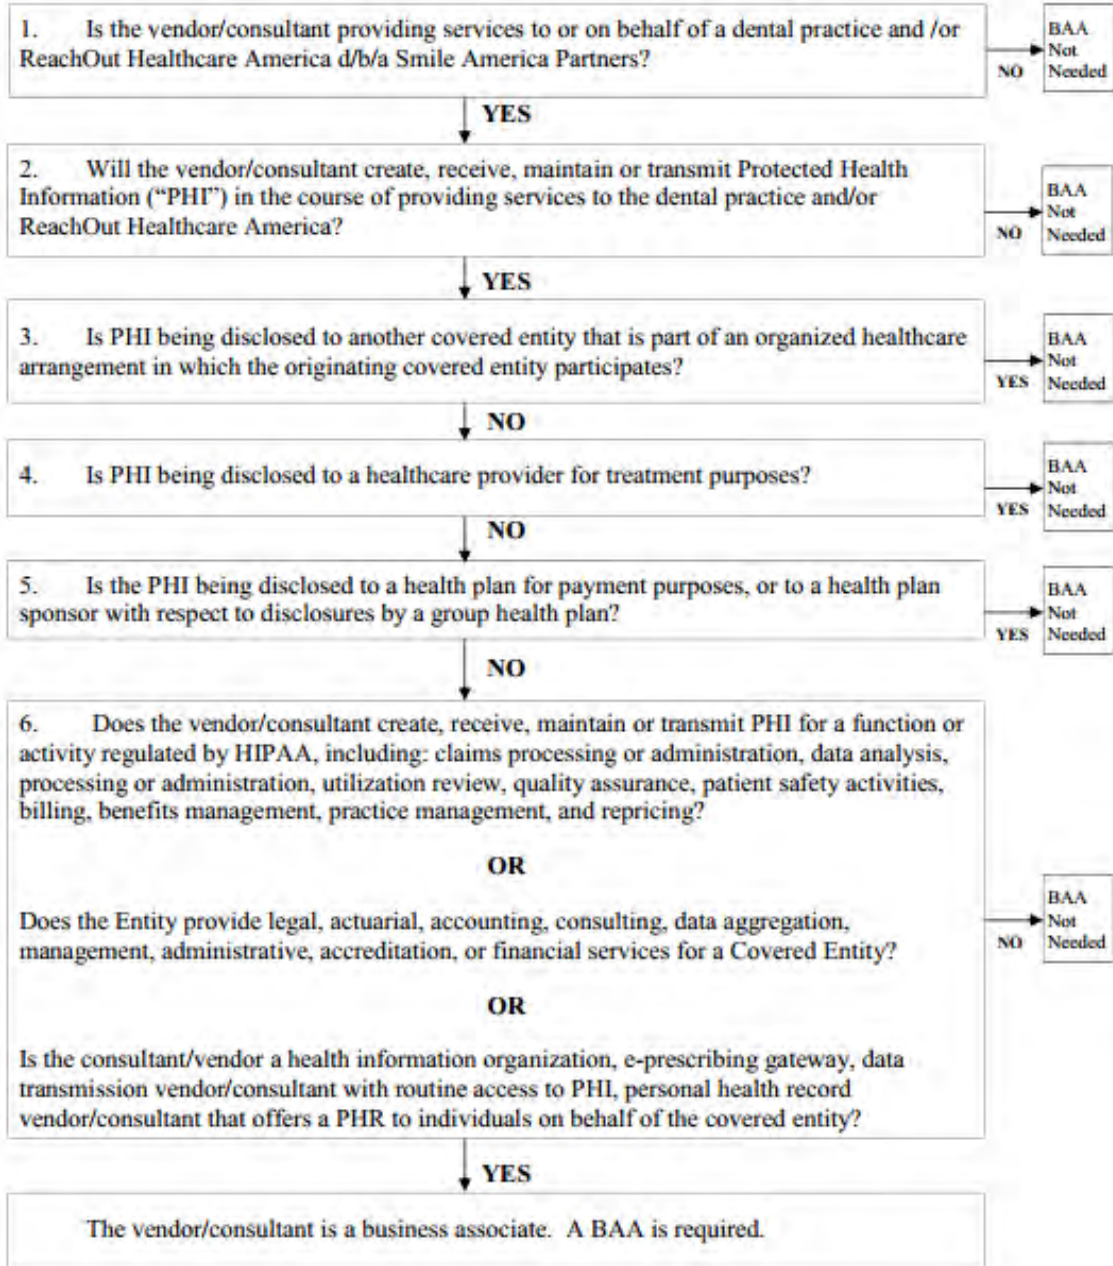 1. Is the vendor/consultant providing services to or on behalf of a dental practice and /or
ReachOut Healthcare America d/b/a Smile America Partners?
NO
BAA
Not
Needed
YES
2. Will the vendor/consultant create, receive, maintain or transmit Protected Health
Information (“PHI”) in the course of providing services to the dental practice and/or
ReachOut Healthcare America?
NO
BAA
Not
Needed
YES
3. Is PHI being disclosed to another covered entity that is part of an organized healthcare
arrangement in which the originating covered entity participates?
YES
BAA
Not
Needed
NO
4. Is PHI being disclosed to a healthcare provider for treatment purposes?
YES
BAA
Not
Needed
NO
5. Is the PHI being disclosed to a health plan for payment purposes, or to a health plan
sponsor with respect to disclosures by a group health plan?
YES
BAA
Not
Needed
NO
6. Does the vendor/consultant create, receive, maintain or transmit PHI for a function or
activity regulated by HIPAA, including: claims processing or administration, data analysis,
processing or administration, utilization review, quality assurance, patient safety activities,
billing, benefits management, practice management, and repricing?
OR
Does the Entity provide legal, actuarial, accounting, consulting, data aggregation,
management, administrative, accreditation, or financial services for a Covered Entity?
NO
BAA
Not
Needed
OR
Is the consultant/vendor a health information organization, e-prescribing gateway, data
transmission vendor/consultant with routine access to PHI, personal health record
vendor/consultant that offers a PHR to individuals on behalf of the covered entity?
YES
The vendor/consultant is a business associate. A BAA is required.